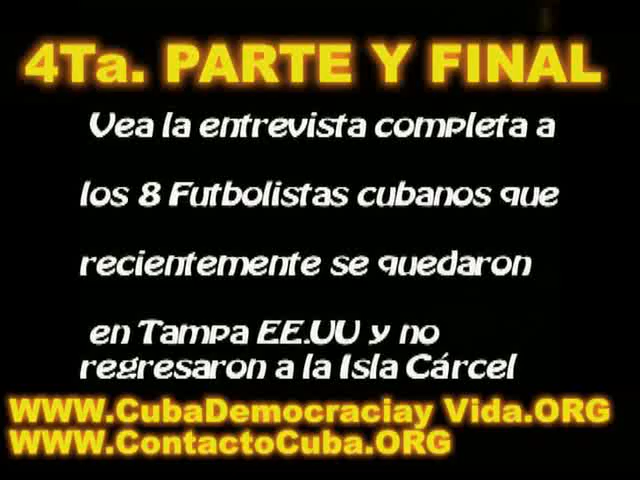 4Ta. PARTE Y FINAL
Vea la entrevista completa a
los 8 Futbolistas cubanos que
recientemente se quedaron
en Tampa EE.UU y no
regresaron a la Isla Cárcel
WWW.CubaDemocraciay Vida.ORG
WWW.ContactoCuba.ORG